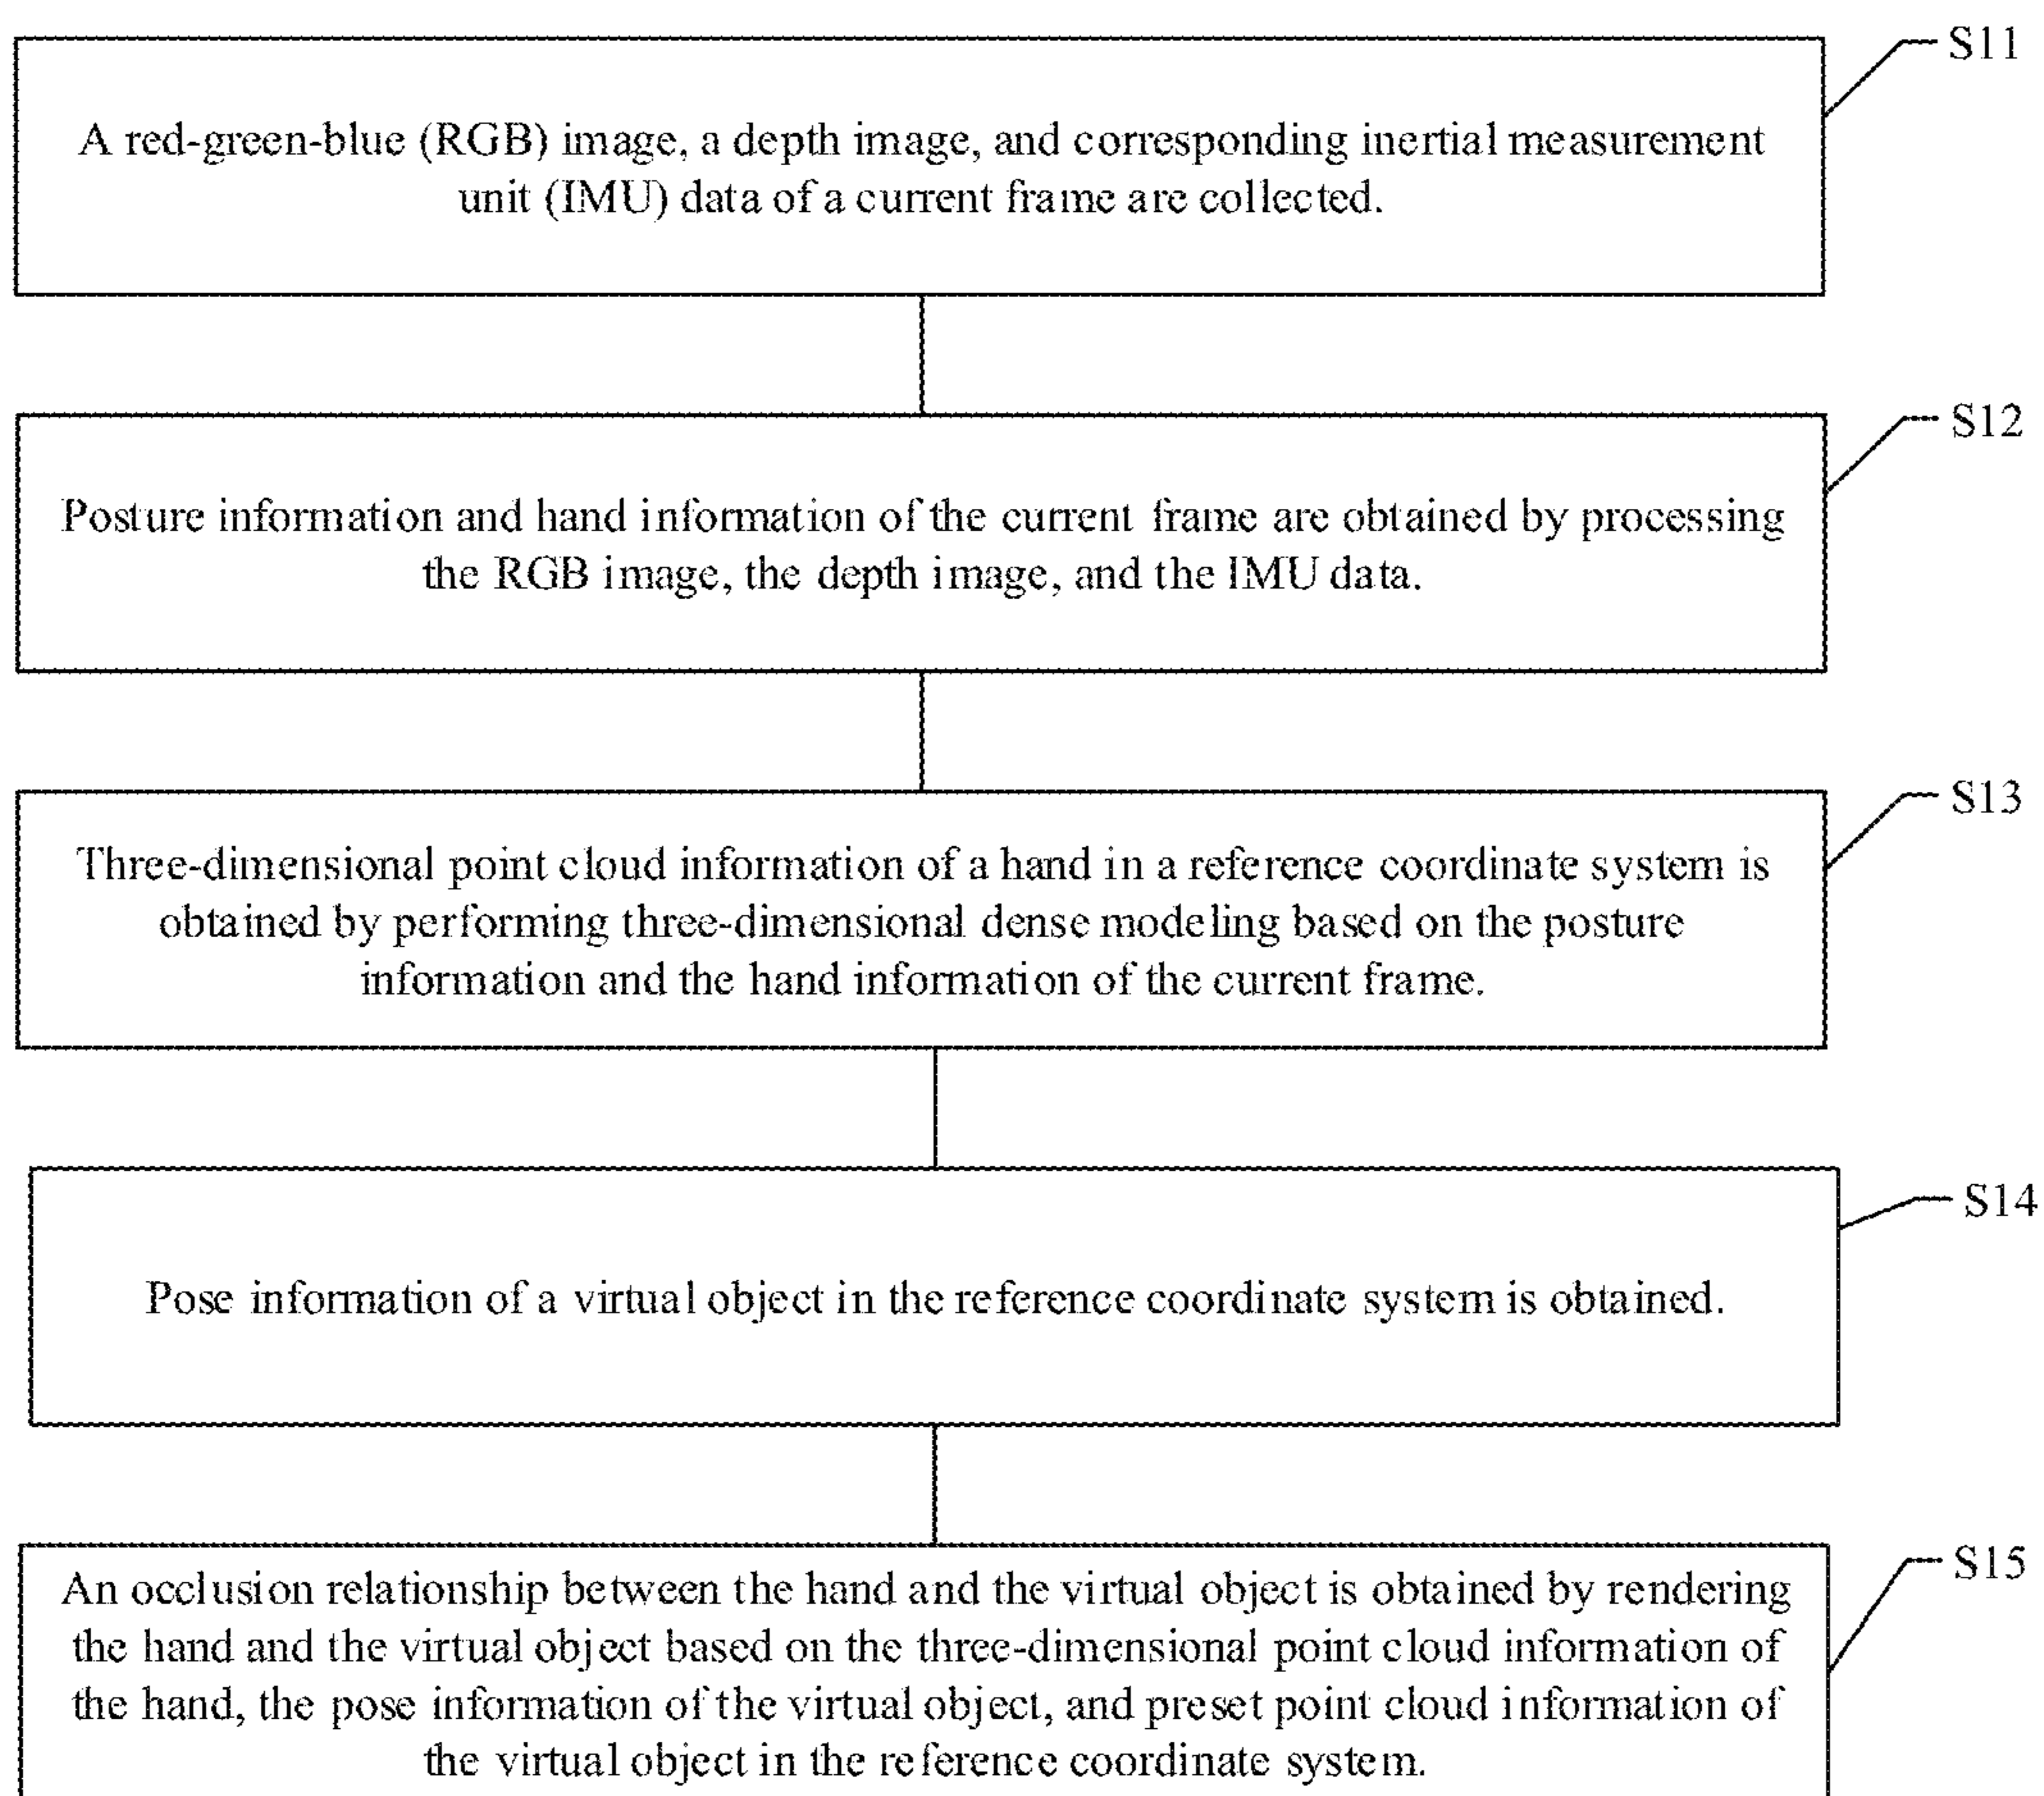 S11
A red-green-blue (RGB) image, a depth image, and corresponding inertial measurement
unit (IMU) data of a current frame are collected.
S12
Posture information and hand information of the current frame are obtained by processing
the RGB image, the depth image, and the IMU data.
S13
Three-dimensional point cloud information of a hand in a reference coordinate system is
obtained by performing three-dimensional dense modeling based on the posture
information and the hand information of the current frame.
S14
Pose information of a virtual object in the reference coordinate system is obtained.
S15
An occlusion relationship between the hand and the virtual object is obtained by rendering
the hand and the virtual object based on the three-dimensional point cloud information of
the hand, the pose information of the virtual object, and preset point cloud information of
the virtual object in the reference coordinate system.